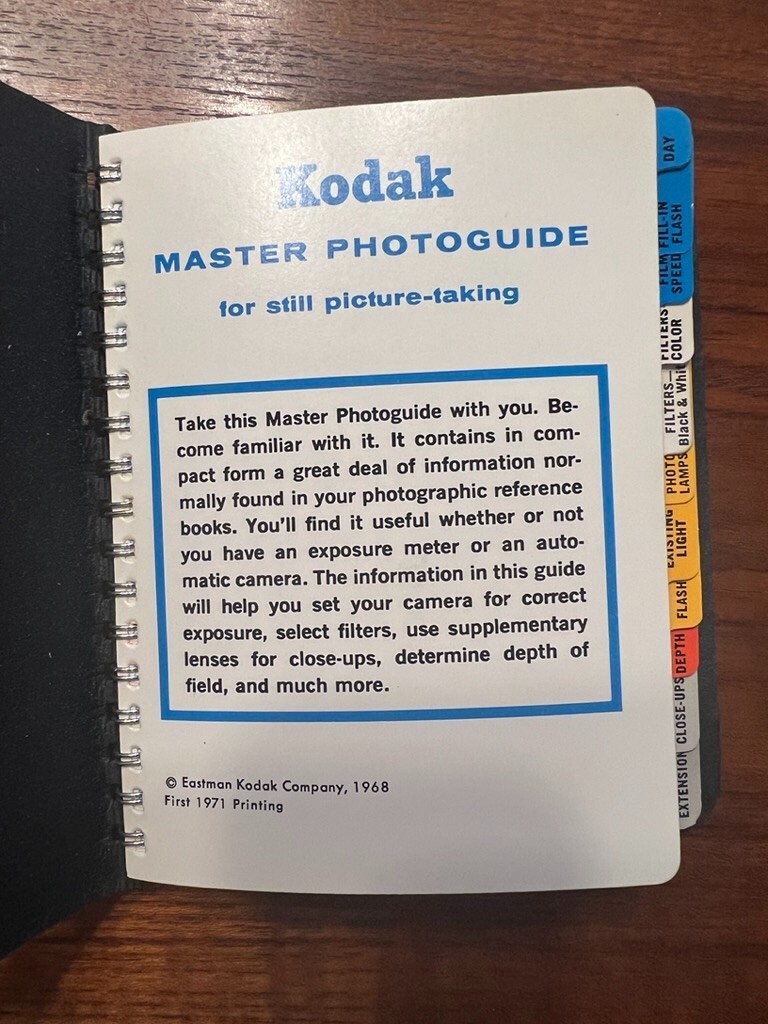 Kodak
MASTER PHOTOGUIDE
for still picture-taking
Take this Master Photoguide with you. Be-
come familiar with it. It contains in com-
pact form a great deal of information nor-
mally found in your photographic reference
books. You'll find it useful whether or not
you have an exposure meter or an auto-
matic camera. The information in this guide
will help you set your camera for correct
exposure, select filters, use supplementary
lenses for close-ups, determine depth of
field, and much more.
© Eastman Kodak Company, 1968
First 1971 Printing
DAY
FILL-IN
FLASH
FILM
SPEED
FILTERS
COLOR
FILTERS—
Black & Whit
PHOTO
LAMPS
EXISTING
LIGHT
FLASH
DEPTH
CLOSE-UPS
EXTENSION